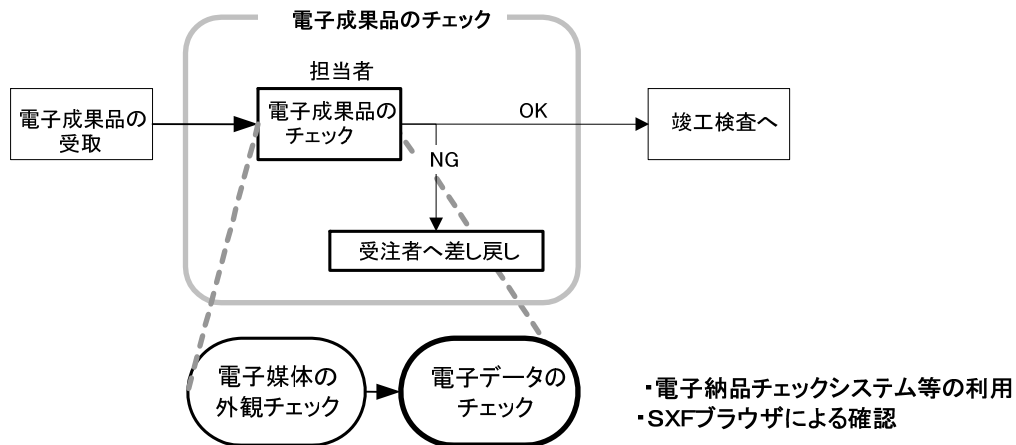 電子成果品のチェック
担当者
電子成果品の
受取
電子成果品の
チェック
OK
竣工検査へ
NG
受注者へ差し戻し
電子媒体の
外観チェック
電子データの
チェック
・電子納品チェックシステム等の利用
・SXFブラウザによる確認